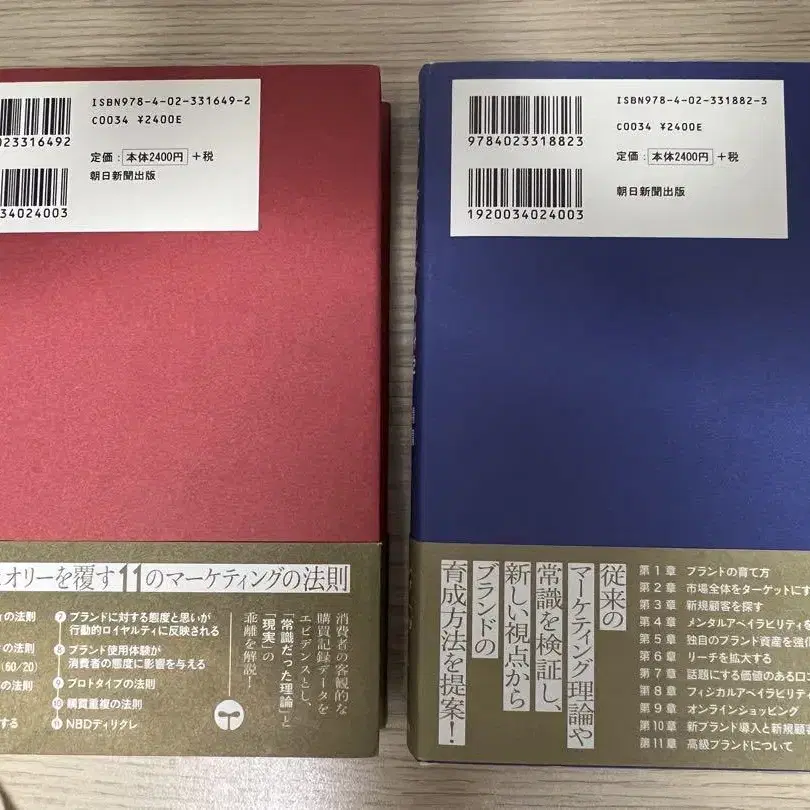 ISBN978-4-02-331649-2
C0034 ¥2400E
023316492
定価：本体2400円＋税
朝日新聞出版
34024003
オリーを覆す11のマーケティングの法則
の法則
の法則
(60/20)
の法則
する
⑦ ブランドに対する態度と思いが
行動的ロイヤルティに反映される
⑧ ブランド使用体験が
消費者の態度に影響を与える
⑨ プロトタイプの法則
⑩ 購買重複の法則
⑪ NBDディリクレ
消費者の客観的な
購買記録データを
エビデンスとし、
「常識だった理論」と
「現実」の
乖離を解説！
ISBN978-4-02-331882-3
C0034 ¥2400E
9784023318823
定価：本体2400円＋税
朝日新聞出版
1920034024003
従来の
マーケティング理論や
常識を検証し、
新しい視点から
ブランドの
育成方法を提案！
第1章 ブランドの育て方
第2章 市場全体をターゲットにす
第3章 新規顧客を探す
第4章 メンタルアベイラビリティを
第5章 独自のブランド資産を強化
第6章 リーチを拡大する
第7章 話題にする価値のあるロコ
第8章 フィジカルアベイラビリテ
第9章 オンラインショッピング
第10章 新ブランド導入と新規顧客
第11章 高級ブランドについて